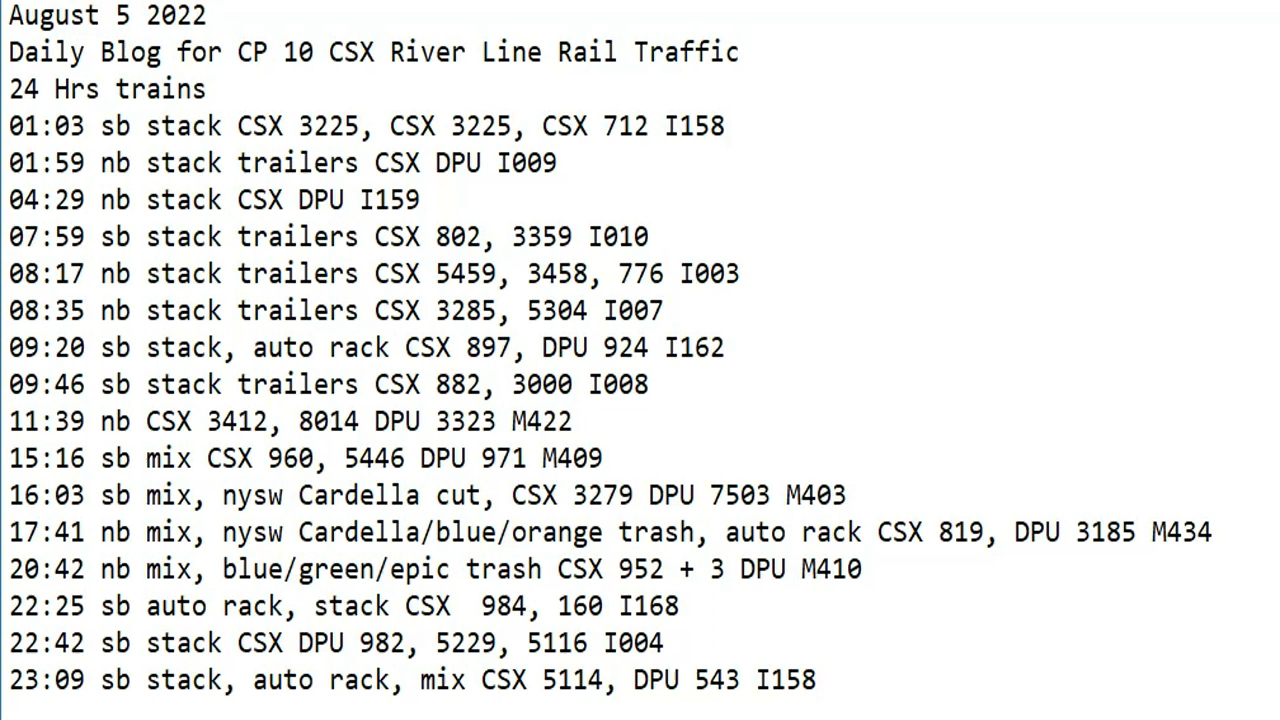 August 5 2022
Daily Blog for CP 10 CSX River Line Rail Traffic
24 Hrs trains
01:03 sb stack CSX 3225, CSX 3225, CSX 712 I158
01:59 nb stack trailers CSX DPU I009
04:29 nb stack CSX DPU I159
07:59 sb stack trailers CSX 802, 3359 I010
08:17 nb stack trailers CSX 5459, 3458, 776 I003
08:35 nb stack trailers CSX 3285, 5304 I007
09:20 sb stack, auto rack CSX 897, DPU 924 I162
09:46 sb stack trailers CSX 882, 3000 I008
11:39 nb CSX 3412, 8014 DPU 3323 M422
15:16 sb mix CSX 960, 5446 DPU 971 M409
16:03 sb mix, nysw Cardella cut, CSX 3279 DPU 7503 M403
17:41 nb mix, nysw Cardella/blue/orange trash, auto rack CSX 819, DPU 3185 M434
20:42 nb mix, blue/green/epic trash CSX 952 + 3 DPU M410
22:25 sb auto rack, stack CSX  984, 160 I168
22:42 sb stack CSX DPU 982, 5229, 5116 I004
23:09 sb stack, auto rack, mix CSX 5114, DPU 543 I158